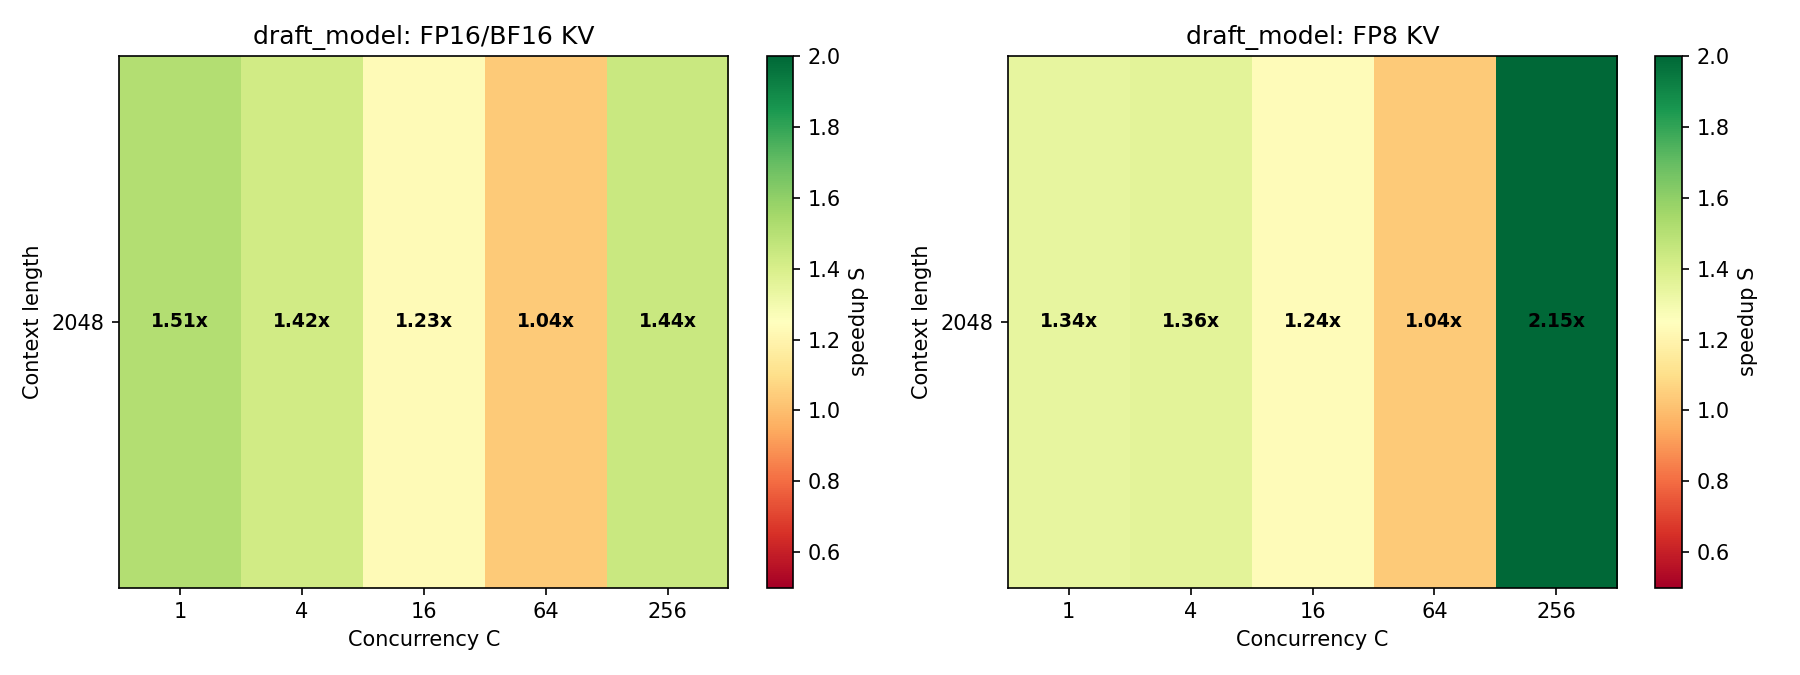 draft_model: FP16/BF16 KV
Context length
2048
1.51x
1.42x
1.23x
1.04x
1.44x
1
4
16
64
256
Concurrency C
2.0
1.8
1.6
1.4
1.2
1.0
0.8
0.6
speedup S
draft_model: FP8 KV
Context length
2048
1.34x
1.36x
1.24x
1.04x
2.15x
1
4
16
64
256
Concurrency C
2.0
1.8
1.6
1.4
1.2
1.0
0.8
0.6
speedup S